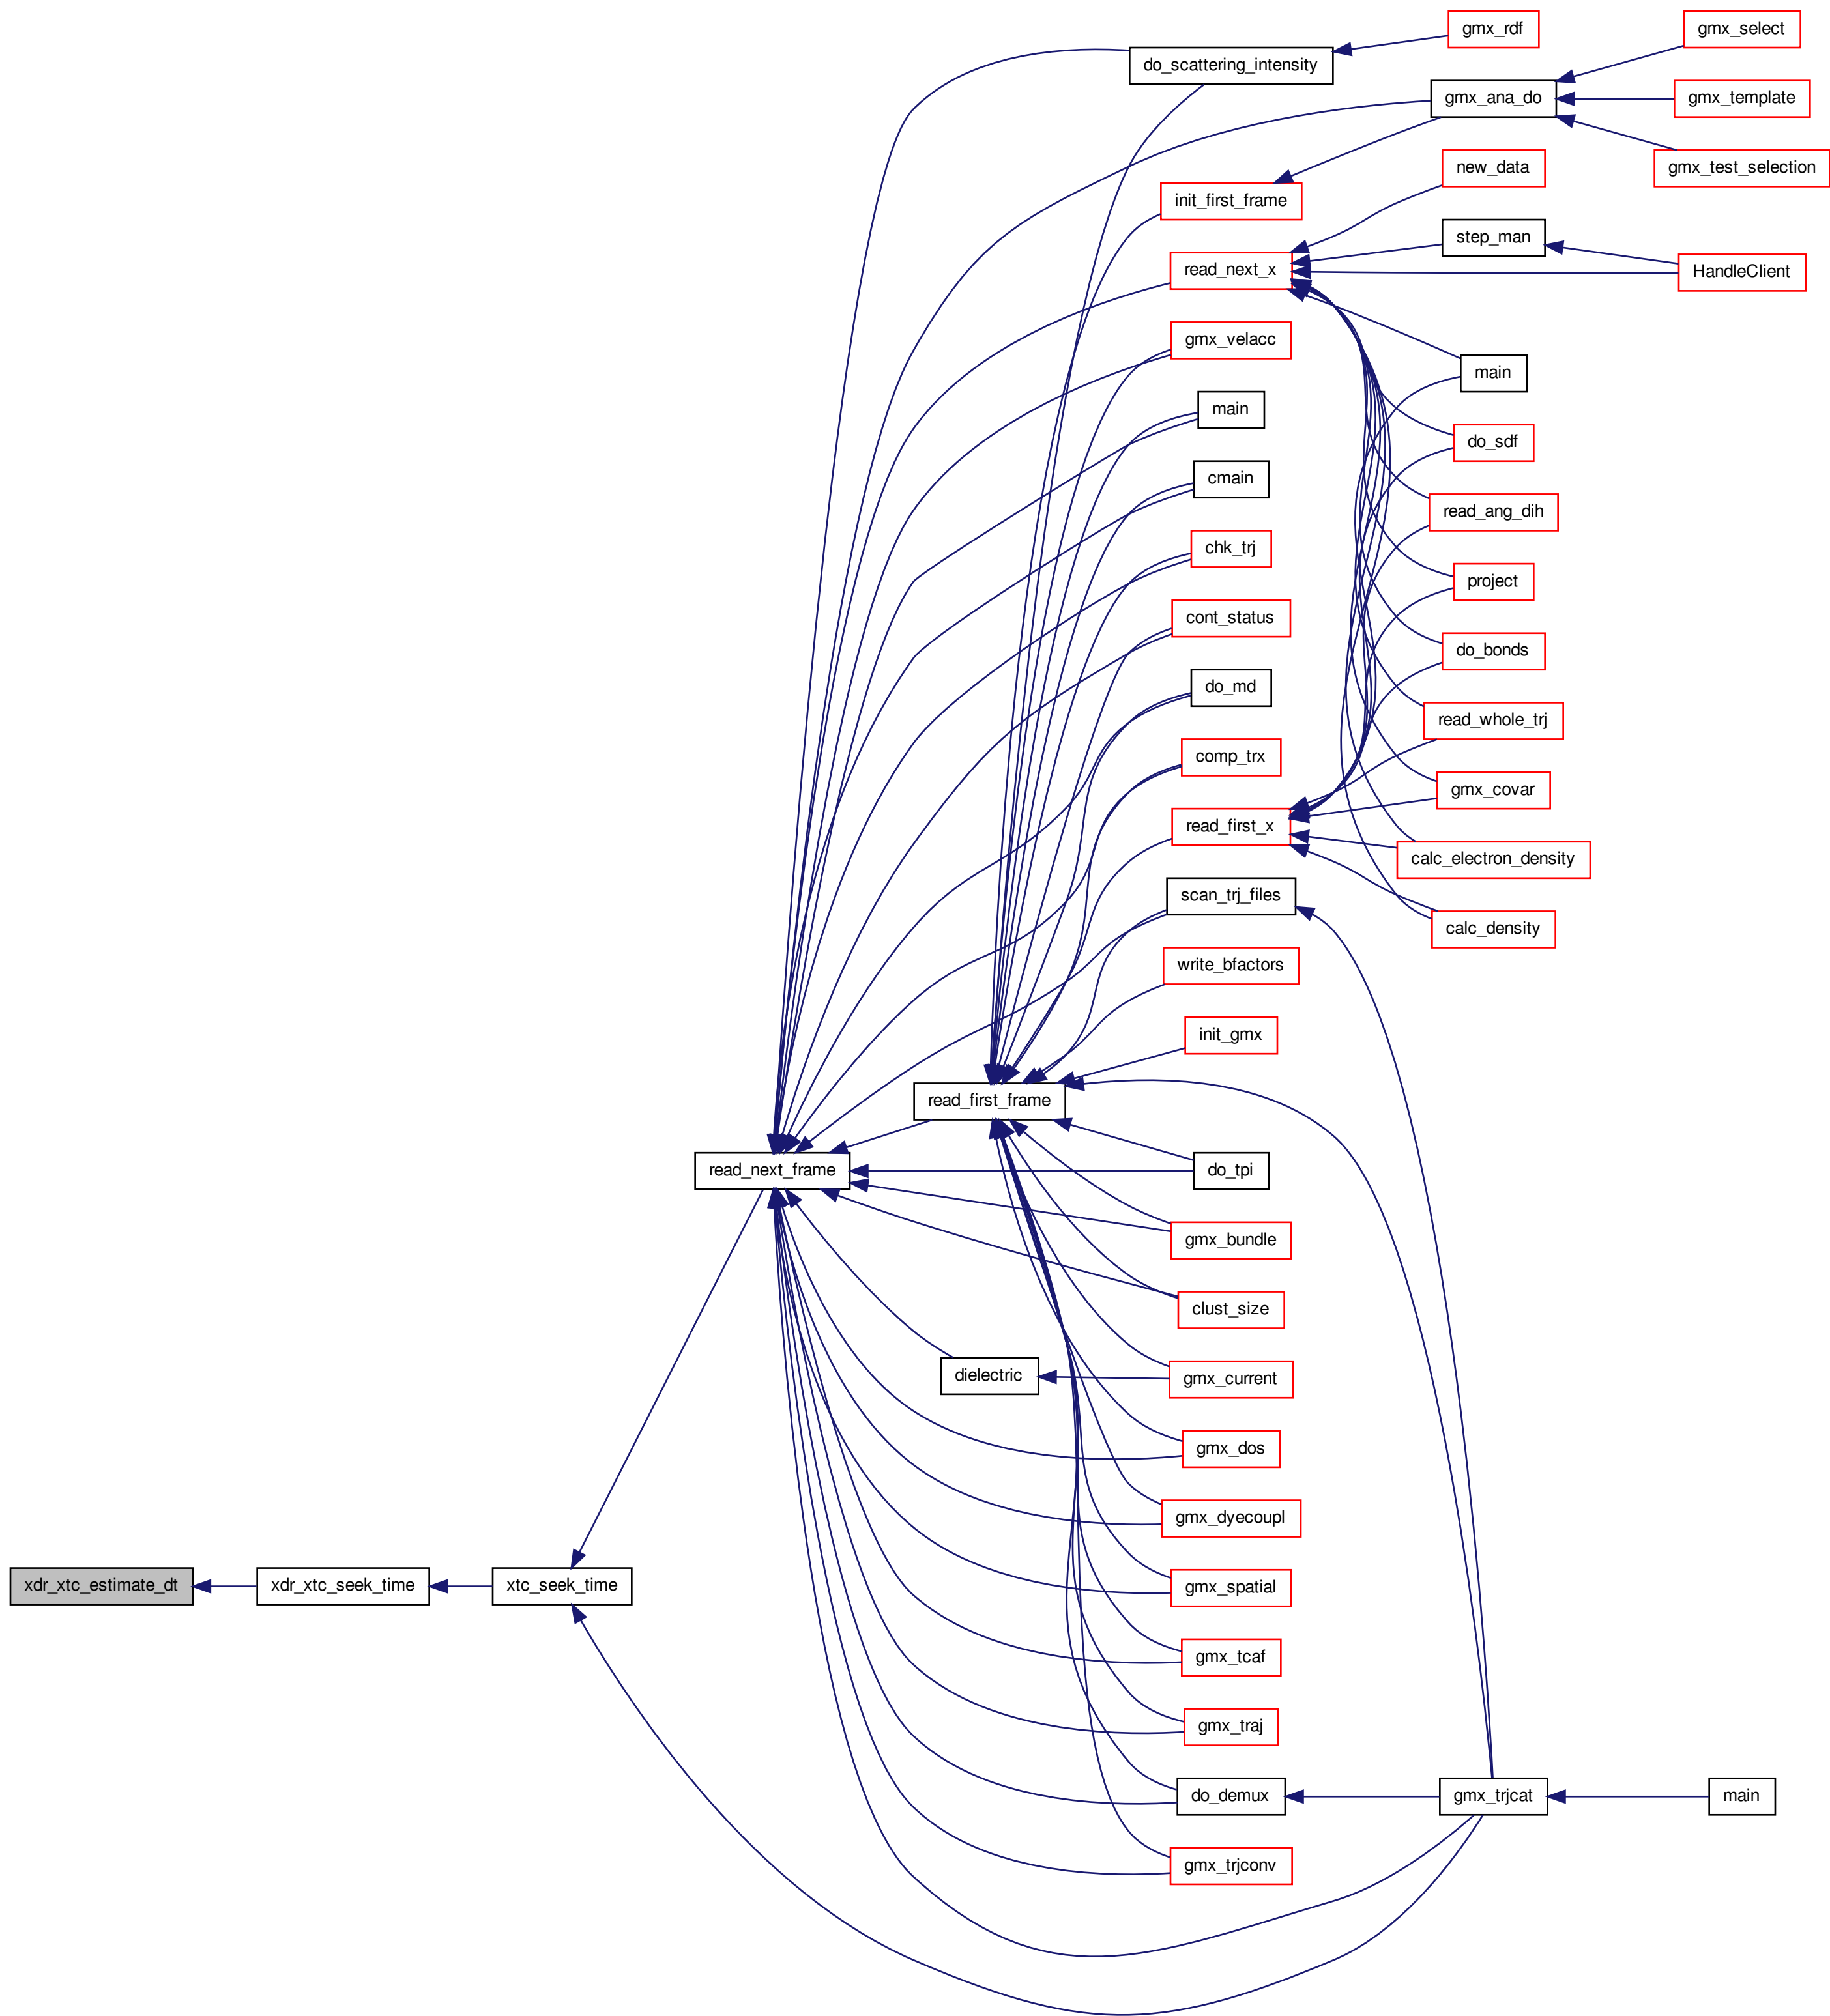 gmx_rdf
gmx_select
do_scattering_intensity
gmx_ana_do
gmx_template
new_data
gmx_test_selection
init_first_frame
step_man
read_next_x
HandleClient
gmx_velacc
main
main
do_sdf
cmain
read_ang_dih
chk_trj
project
cont_status
do_bonds
do_md
read_whole_trj
comp_trx
gmx_covar
read_first_x
calc_electron_density
scan_trj_files
calc_density
write_bfactors
init_gmx
read_first_frame
read_next_frame
do_tpi
gmx_bundle
clust_size
dielectric
gmx_current
gmx_dos
gmx_dyecoupl
xdr_xtc_estimate_dt
xdr_xtc_seek_time
xtc_seek_time
gmx_spatial
gmx_tcaf
gmx_traj
do_demux
gmx_trjcat
main
gmx_trjconv